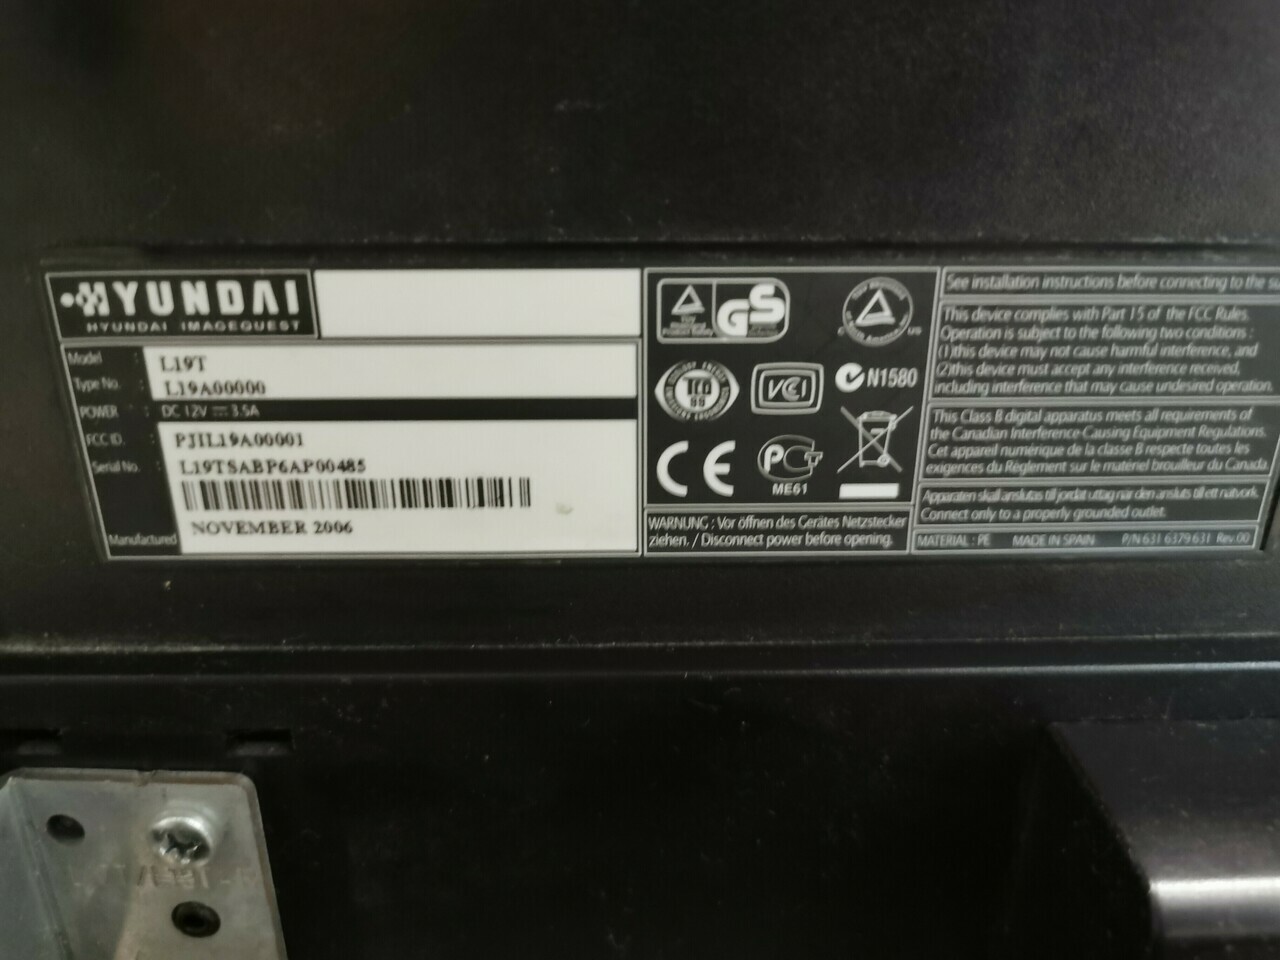 HYUNDAI
HYUNDAI IMAGEQUEST
Model : L19T
Type No. : L19A00000
POWER : DC 12V ⎓ 3.5A
FCC ID. : PJIL19A00001
Serial No. : L19TSABP6AP00485
Manufactured NOVEMBER 2006
GS
TCO 99
VCI
N1580
CE
PCT
ME61
WARNUNG : Vor öffnen des Gerätes Netzstecker
ziehen. / Disconnect power before opening.
See installation instructions before connecting to the su
This device complies with Part 15 of the FCC Rules.
Operation is subject to the following two conditions :
(1)this device may not cause harmful interference, and
(2)this device must accept any interference received,
including interference that may cause undesired operation.
This Class B digital apparatus meets all requirements of
the Canadian Interference-Causing Equipment Regulations.
Cet appareil numérique de la classe B respecte toutes les
exigences du Règlement sur le matériel brouilleur du Canada.
Apparaten skall anslutas till jordat uttag när den ansluts till ett nätverk.
Connect only to a properly grounded outlet.
MATERIAL : PE MADE IN SPAIN P/N 631 6379631 Rev.00